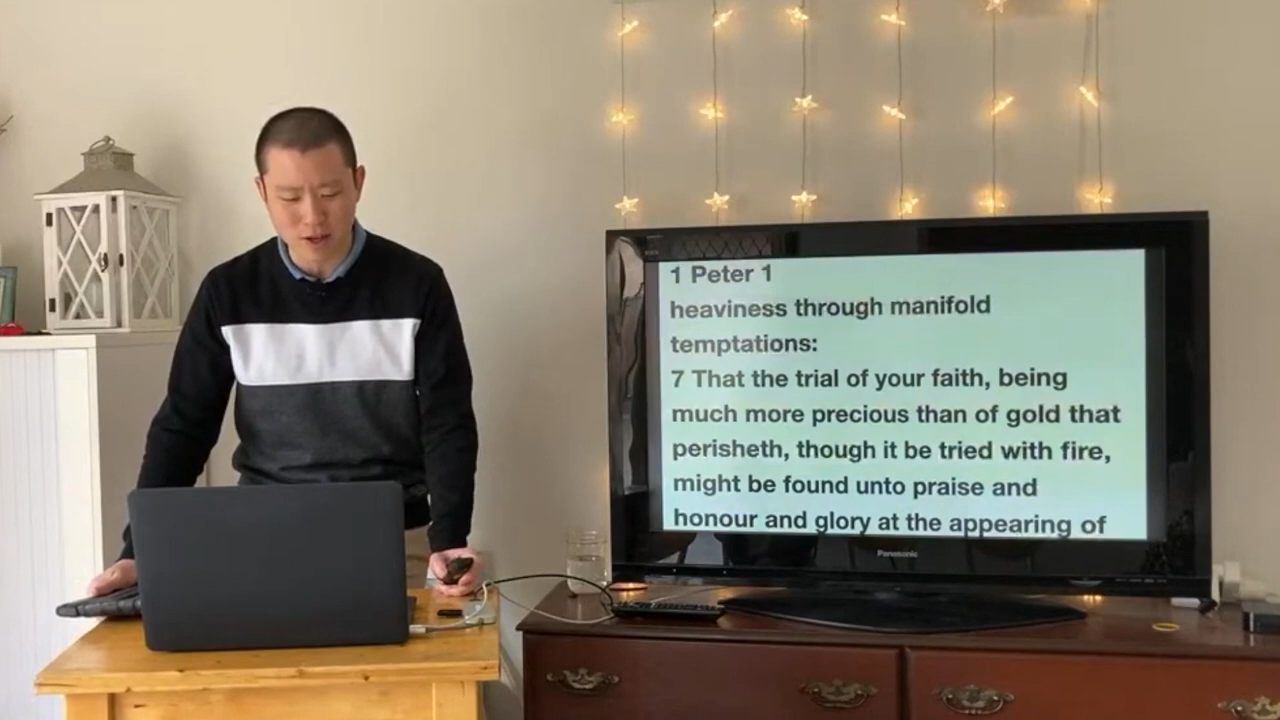 1 Peter 1
heaviness through manifold
temptations:
7 That the trial of your faith, being
much more precious than of gold that
perisheth, though it be tried with fire,
might be found unto praise and
honour and glory at the appearing of
Panasonic